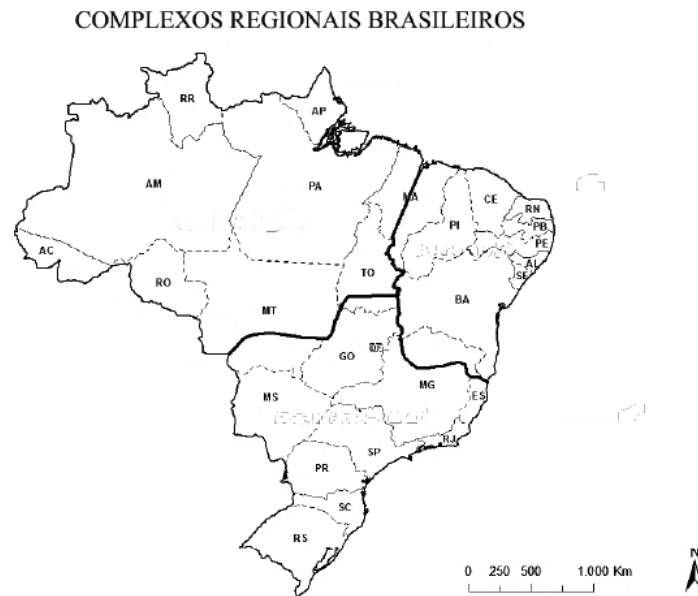 COMPLEXOS REGIONAIS BRASILEIROS
RR
AP
AM
PA
MA
CE
RN
PI
PB
PE
AC
AL
SE
RO
TO
BA
MT
GO
DF
MG
MS
ES
SP
RJ
PR
SC
RS
N
0 250 500 1.000 Km